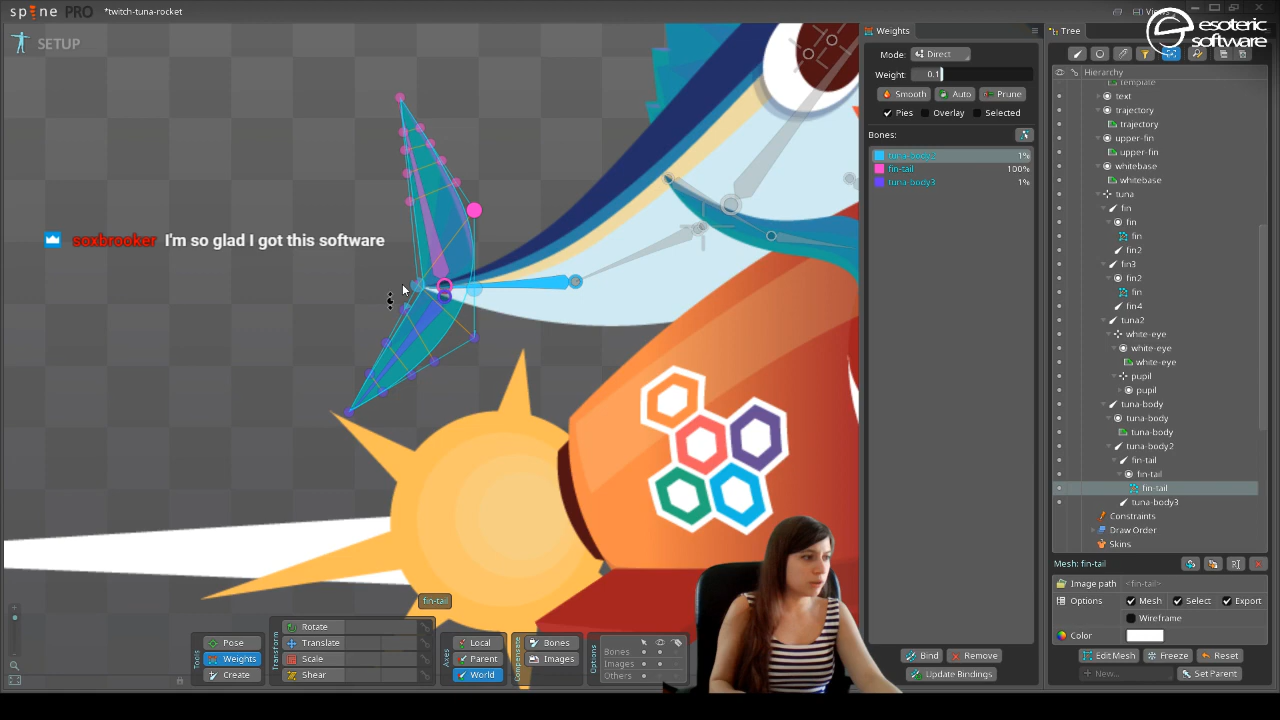 spine PRO *twitch-tuna-rocket
Views
esoteric
software
SETUP
soxbrooker I'm so glad I got this software
Weights
Mode: Direct
Weight: 0.1
Smooth Auto Prune
Pies Overlay Selected
Bones:
tuna-body2 1%
fin-tail 100%
tuna-body3 1%
Bind Remove
Update Bindings
Tree
Hierarchy
template
text
trajectory
trajectory
upper-fin
upper-fin
whitebase
whitebase
tuna
fin
fin
fin
fin2
fin3
fin2
fin
fin4
tuna2
white-eye
white-eye
white-eye
pupil
pupil
tuna-body
tuna-body
tuna-body
tuna-body2
fin-tail
fin-tail
fin-tail
tuna-body3
Constraints
Draw Order
Skins
Mesh: fin-tail
Image path <fin-tail>
Options Mesh Select Export
Wireframe
Color
Edit Mesh Freeze Reset
+ New... Set Parent
fin-tail
Tools
Pose
Weights
Create
Transform
Rotate
Translate
Scale
Shear
Axes
Local
Parent
World
Compensate
Bones
Images
Options
Bones
Images
Others